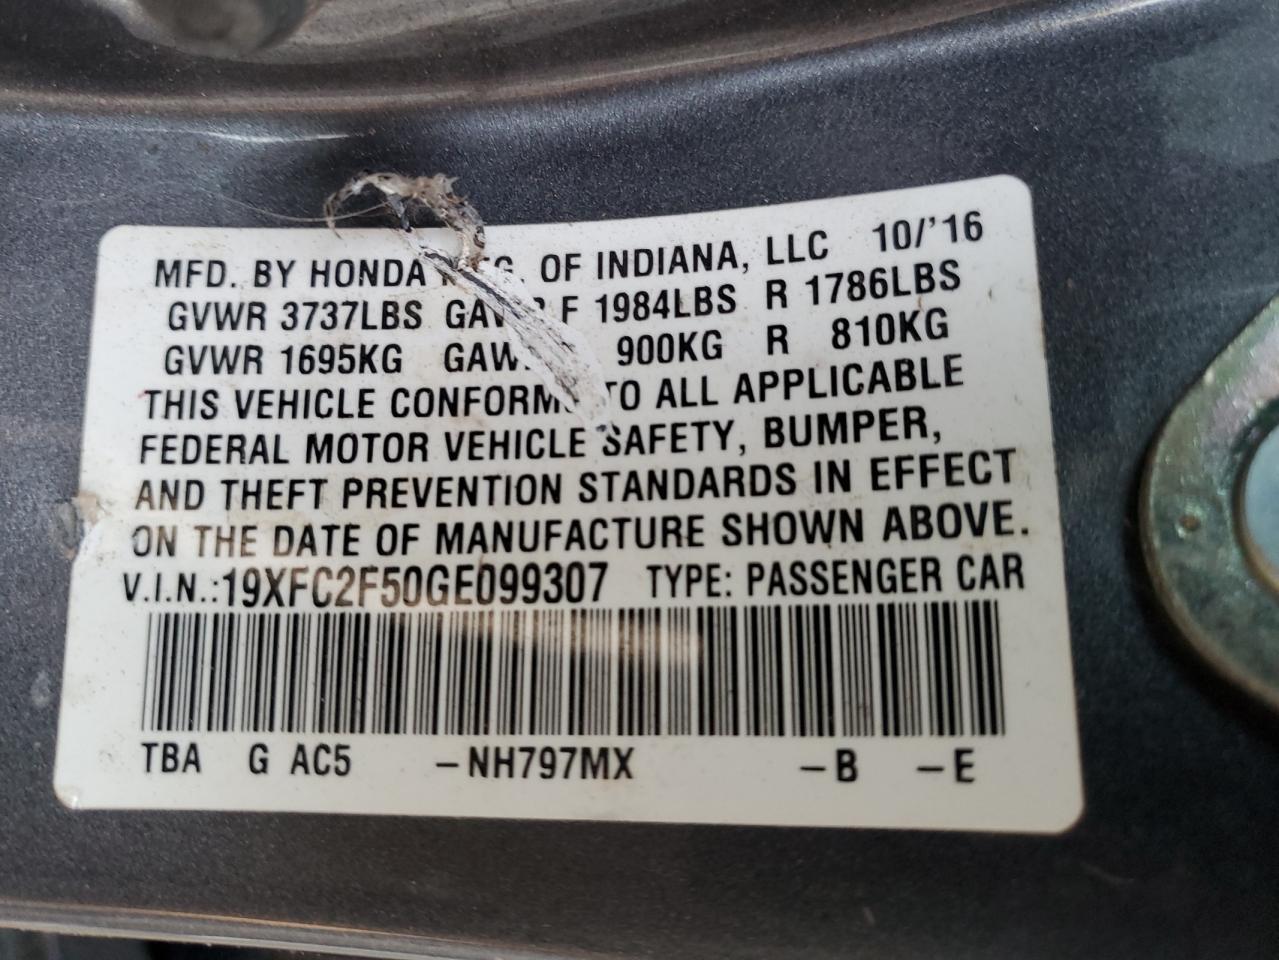 MFD. BY HONDA OF INDIANA, LLC 10/'16
GVWR 3737LBS F 1984LBS R 1786LBS
GVWR 1695KG 900KG R 810KG
THIS VEHICLE TO ALL APPLICABLE
FEDERAL MOTOR VEHICLE SAFETY, BUMPER,
AND THEFT PREVENTION STANDARDS IN EFFECT
ON THE DATE OF MANUFACTURE SHOWN ABOVE.
V.I.N.:19XFC2F50GE099307 TYPE: PASSENGER CAR
TBA G AC5 -NH797MX -B -E